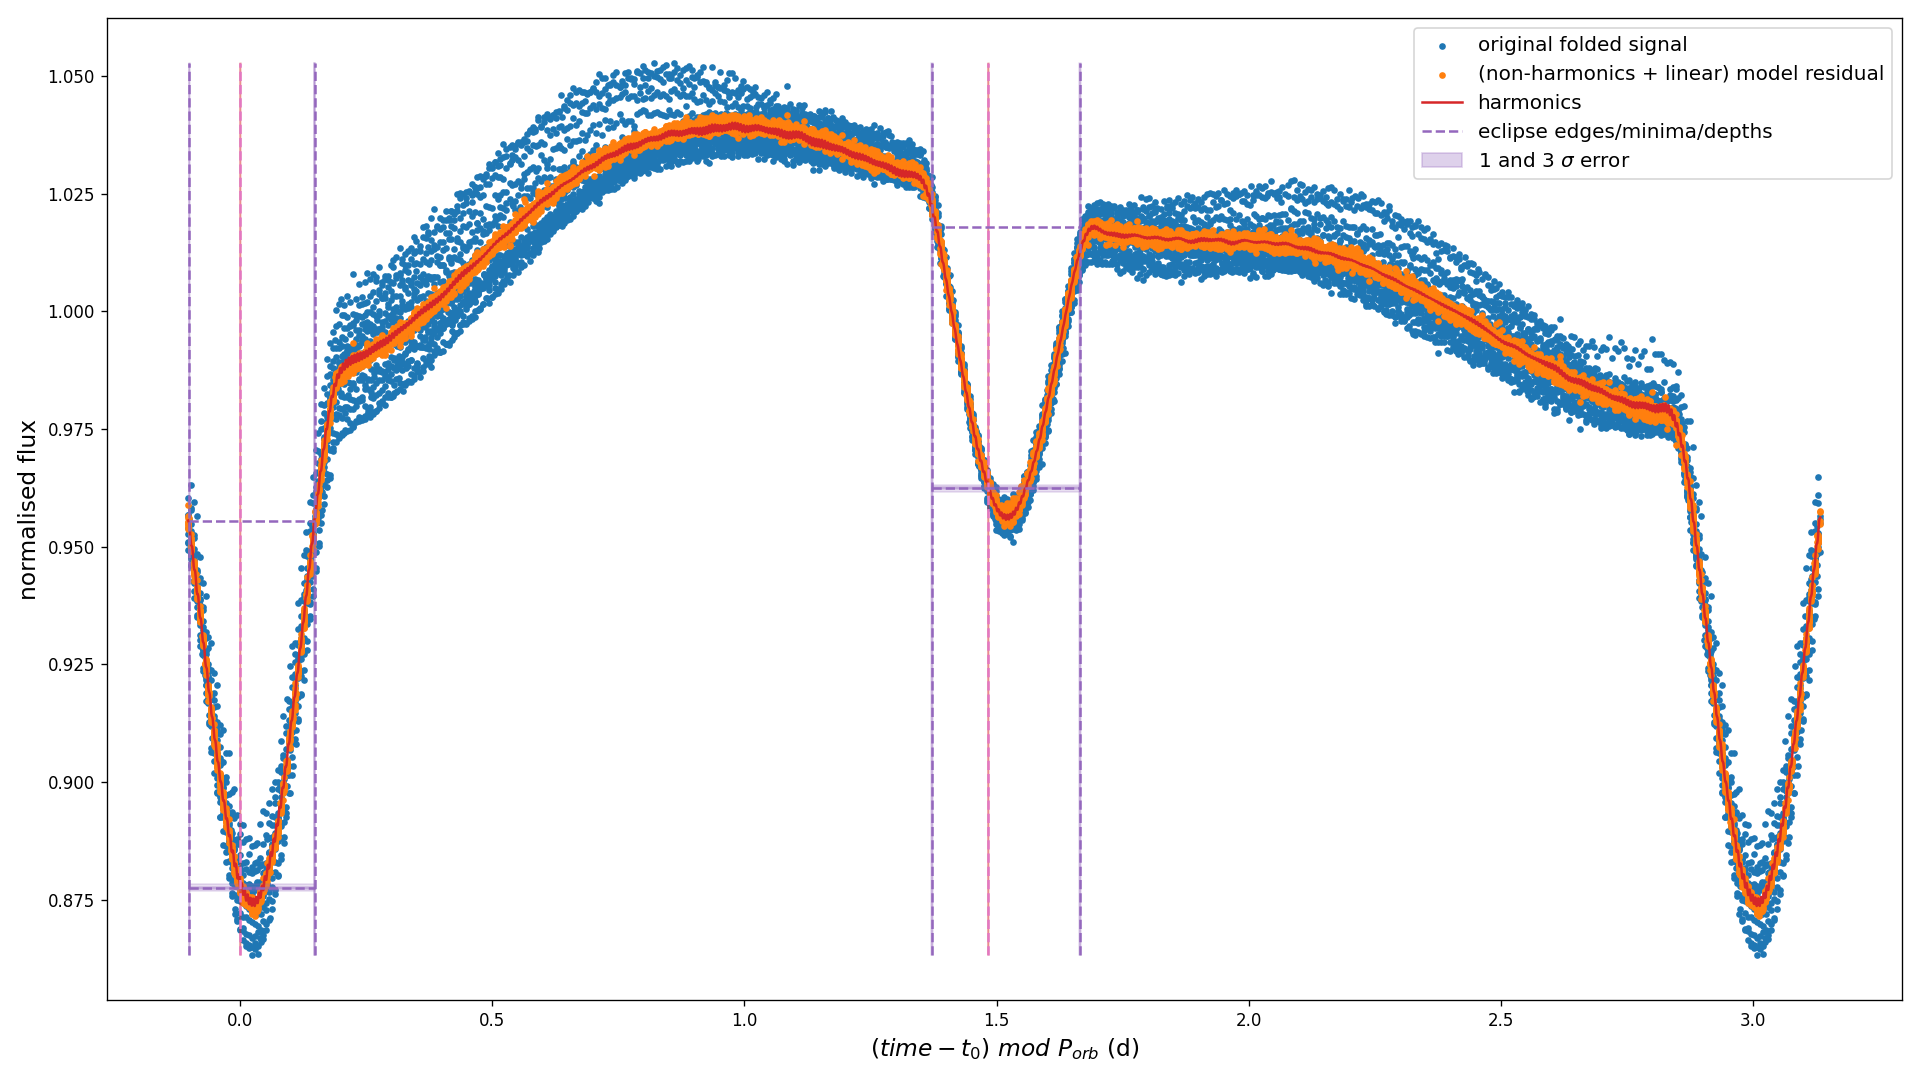 original folded signal
(non-harmonics + linear) model residual
harmonics
eclipse edges/minima/depths
1 and 3 σ error
normalised flux
1.050
1.025
1.000
0.975
0.950
0.925
0.900
0.875
0.0 0.5 1.0 1.5 2.0 2.5 3.0
(time − t₀) mod Pₒᵣb (d)